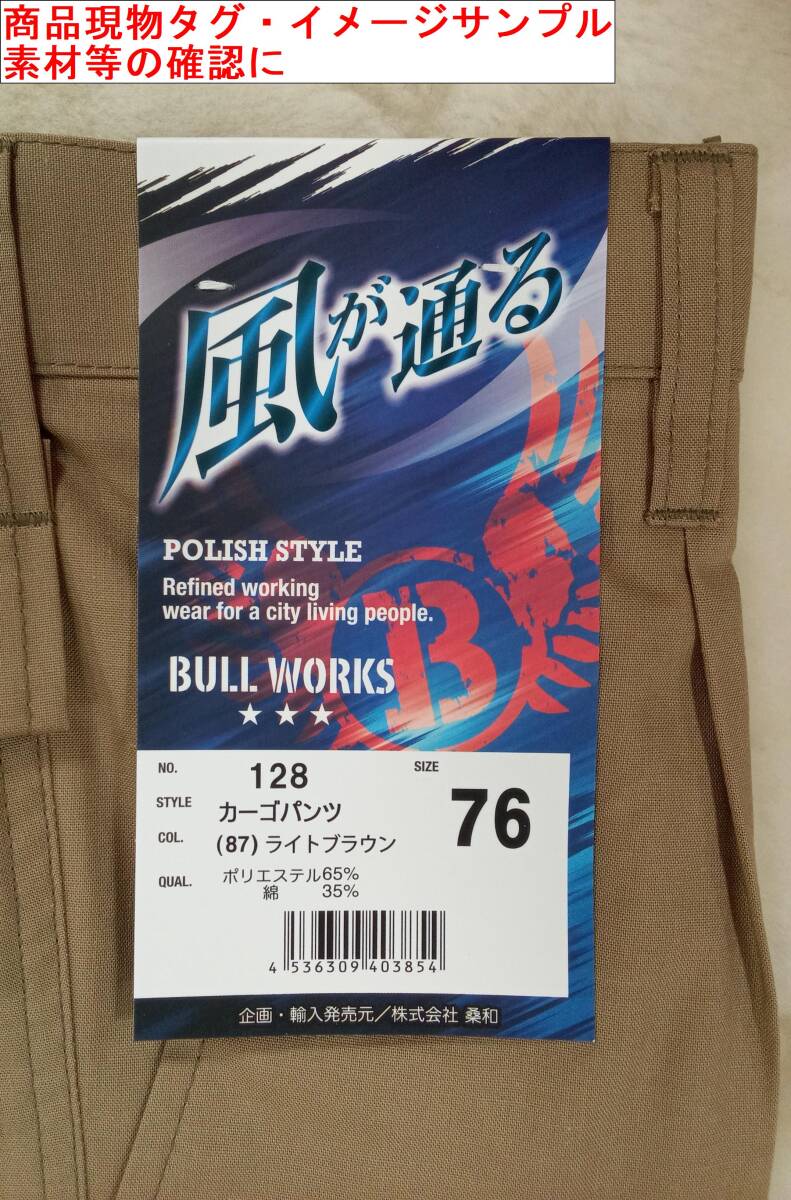 商品現物タグ・イメージサンプル
素材等の確認に
風が通る
POLISH STYLE
Refined working
wear for a city living people.
B
BULL WORKS
★★★
NO. 128
SIZE 76
STYLE カーゴパンツ
COL. (87) ライトブラウン
QUAL. ポリエステル65%
綿 35%
4 536309 403854
企画・輸入発売元／株式会社 桑和